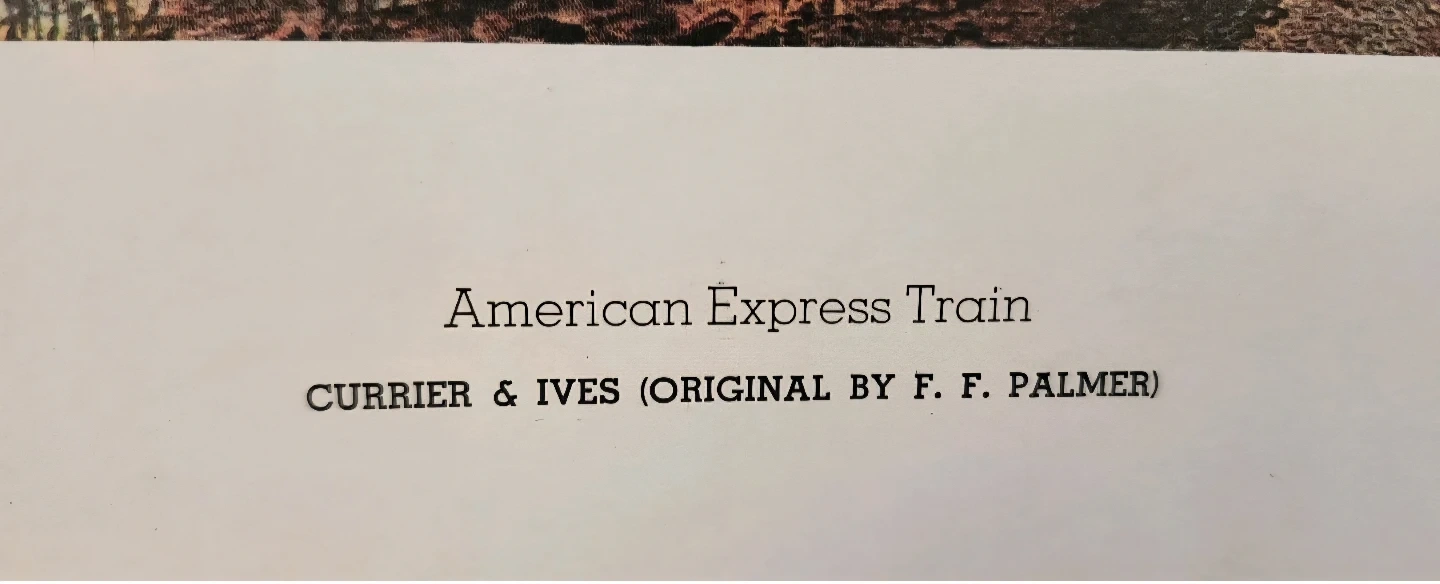 American Express Train
CURRIER & IVES (ORIGINAL BY F. F. PALMER)